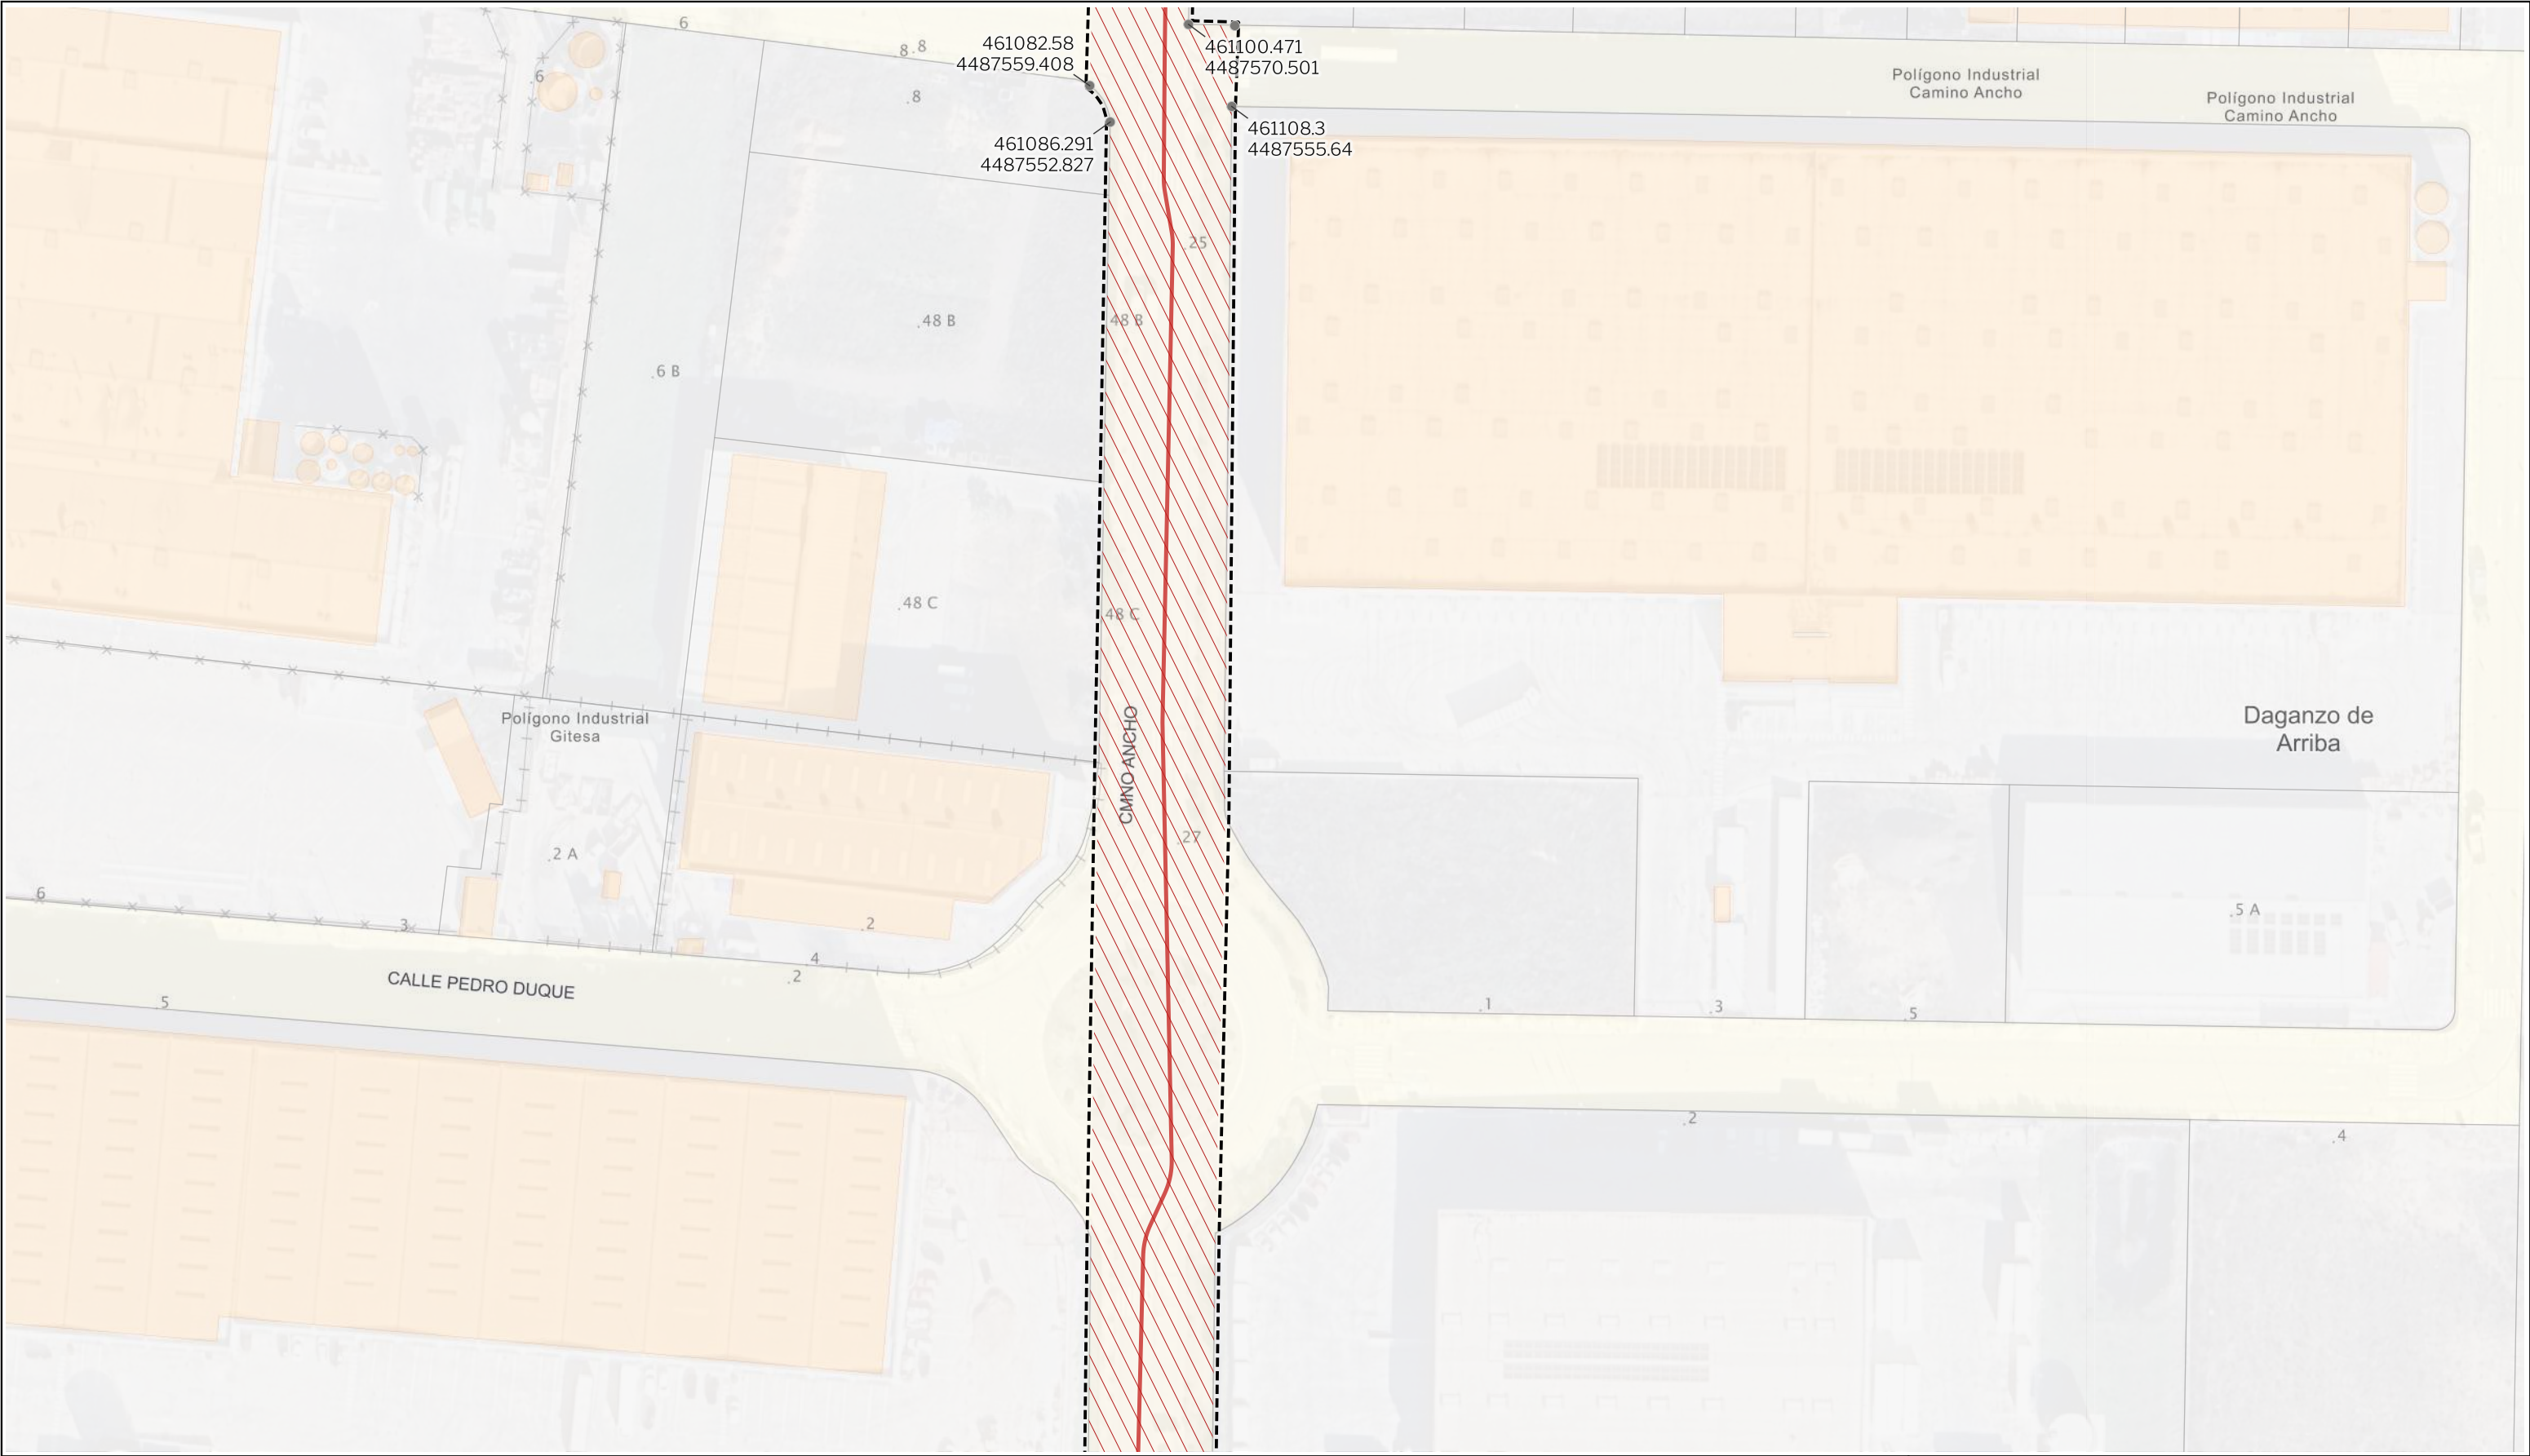 6
8.8
461082.58
4487559.408
461100.471
4487570.501
.6
.8
Polígono Industrial
Camino Ancho
Polígono Industrial
Camino Ancho
461086.291
4487552.827
461108.3
4487555.64
.25
.48 B
48 B
.6 B
.48 C
48 C
Polígono Industrial
Gitesa
CMNO ANCHO
Daganzo de
Arriba
.27
.2 A
6
.3
.2
.5 A
4
.2
CALLE PEDRO DUQUE
.5
.1
.3
.5
.2
.4